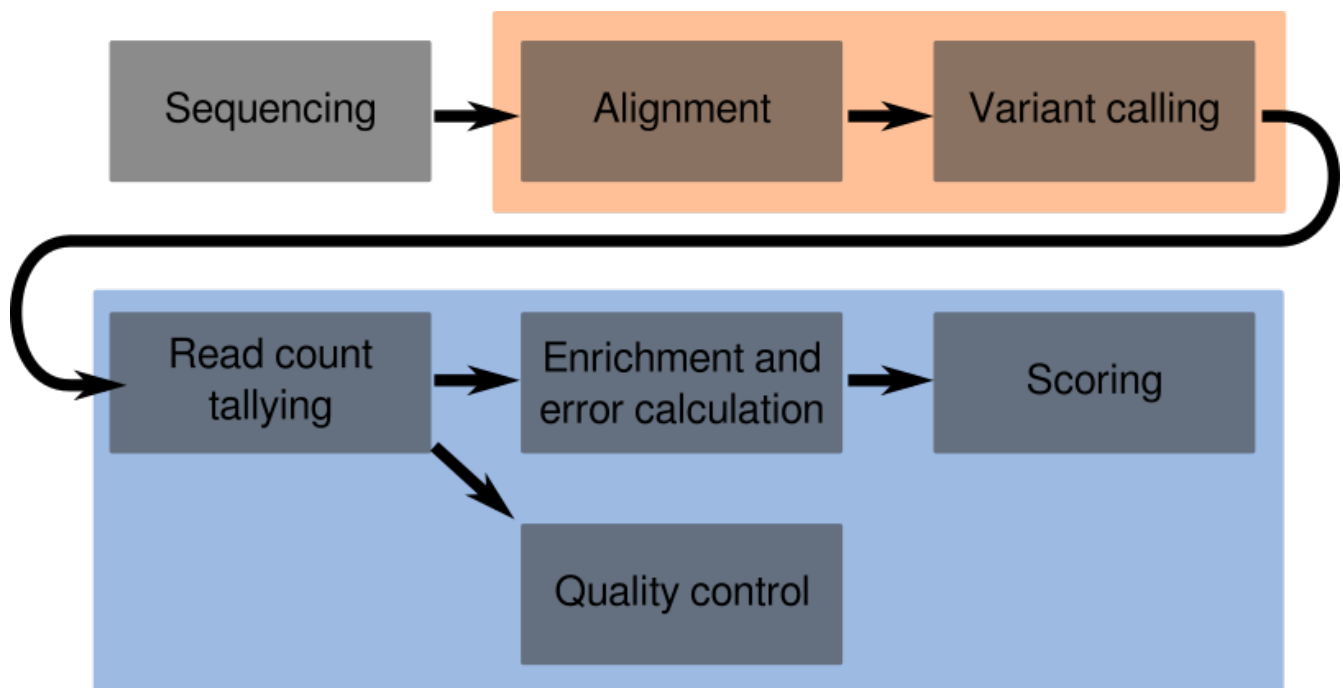 Sequencing
Alignment
Variant calling
Read count
tallying
Enrichment and
error calculation
Scoring
Quality control